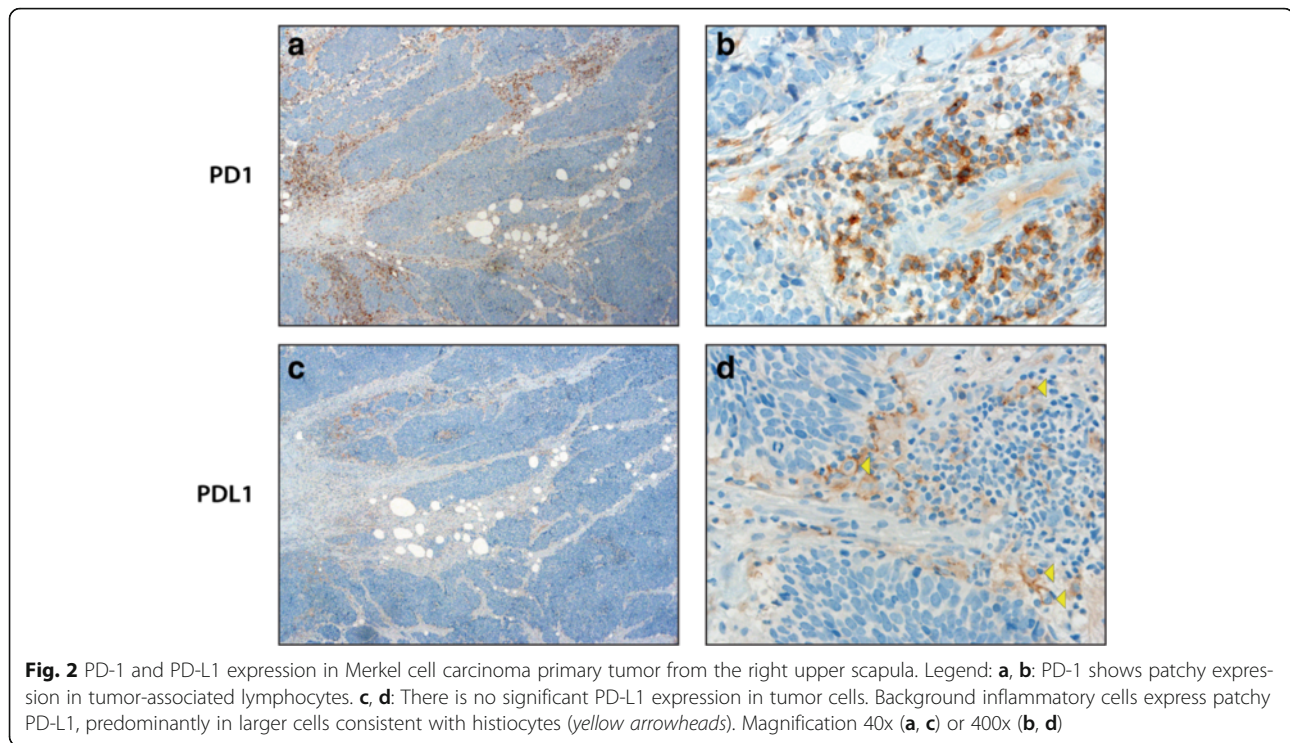 a
b
PD1
c
d
PDL1
Fig. 2 PD-1 and PD-L1 expression in Merkel cell carcinoma primary tumor from the right upper scapula. Legend: a, b: PD-1 shows patchy expres-
sion in tumor-associated lymphocytes. c, d: There is no significant PD-L1 expression in tumor cells. Background inflammatory cells express patchy
PD-L1, predominantly in larger cells consistent with histiocytes (yellow arrowheads). Magnification 40x (a, c) or 400x (b, d)